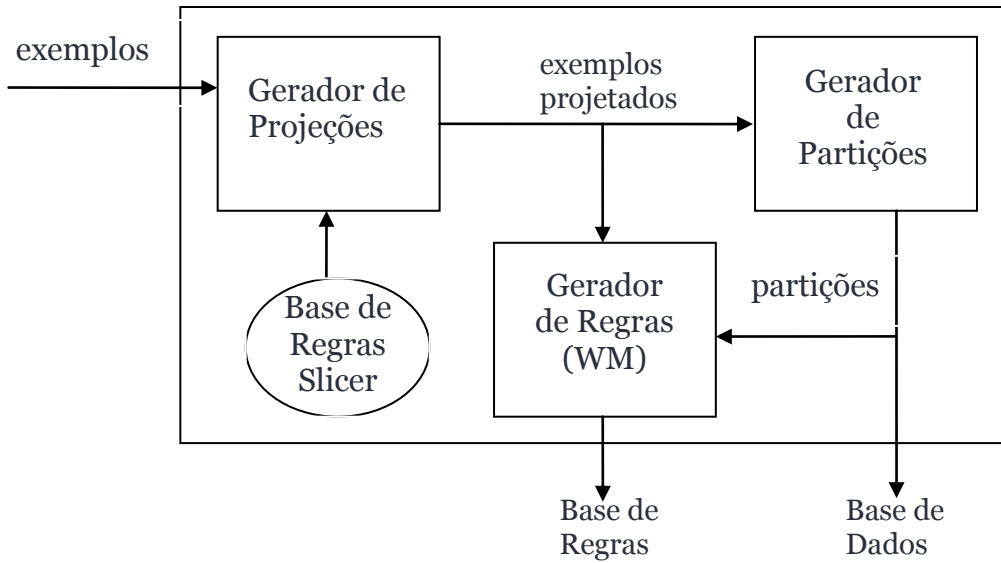 exemplos
Gerador de
Projeções
exemplos
projetados
Gerador
de
Partições
Base de
Regras
Slicer
Gerador
de Regras
(WM)
partições
Base de
Regras
Base de
Dados